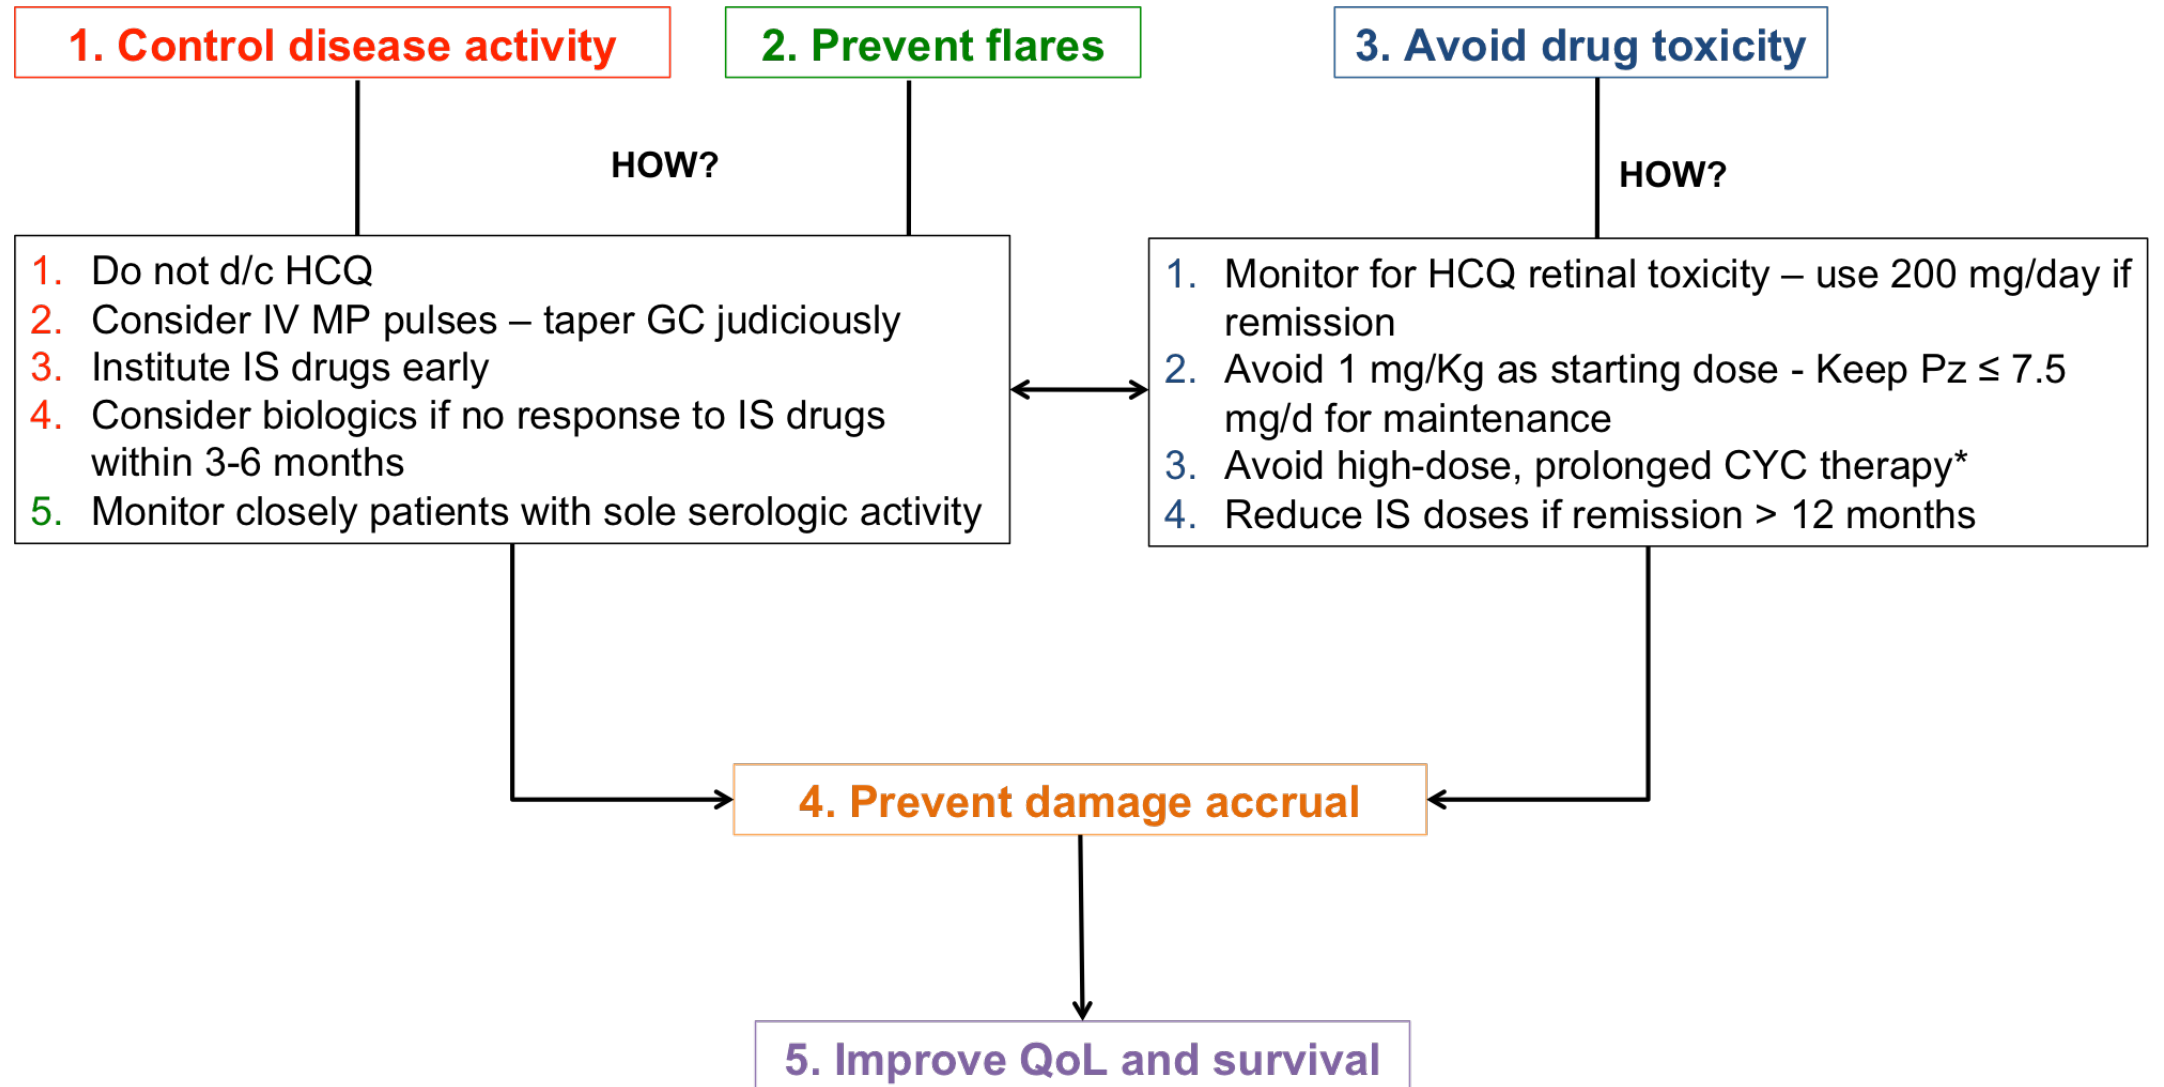 1. Control disease activity
2. Prevent flares
3. Avoid drug toxicity
HOW?
HOW?
1. Do not d/c HCQ
2. Consider IV MP pulses – taper GC judiciously
3. Institute IS drugs early
4. Consider biologics if no response to IS drugs
within 3-6 months
5. Monitor closely patients with sole serologic activity
1. Monitor for HCQ retinal toxicity – use 200 mg/day if
remission
2. Avoid 1 mg/Kg as starting dose - Keep Pz ≤ 7.5
mg/d for maintenance
3. Avoid high-dose, prolonged CYC therapy*
4. Reduce IS doses if remission > 12 months
4. Prevent damage accrual
5. Improve QoL and survival